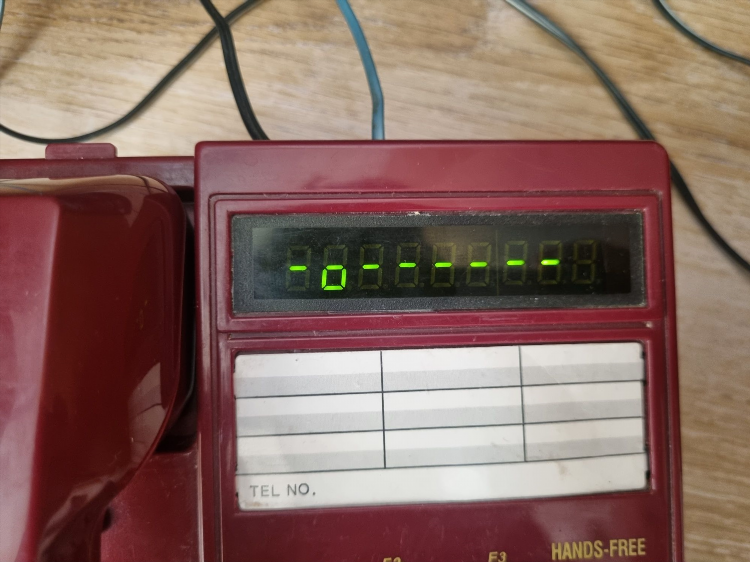 -o-------
TEL NO.
F3
HANDS-FREE